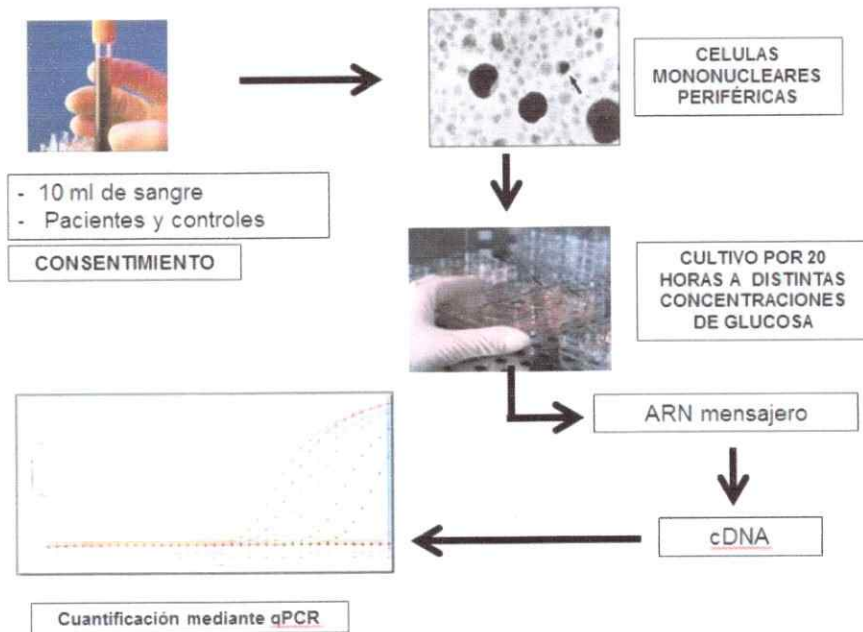 CELULAS
MONONUCLEARES
PERIFÉRICAS
- 10 ml de sangre
- Pacientes y controles
CONSENTIMIENTO
CULTIVO POR 20
HORAS A DISTINTAS
CONCENTRACIONES
DE GLUCOSA
ARN mensajero
cDNA
Cuantificación mediante qPCR